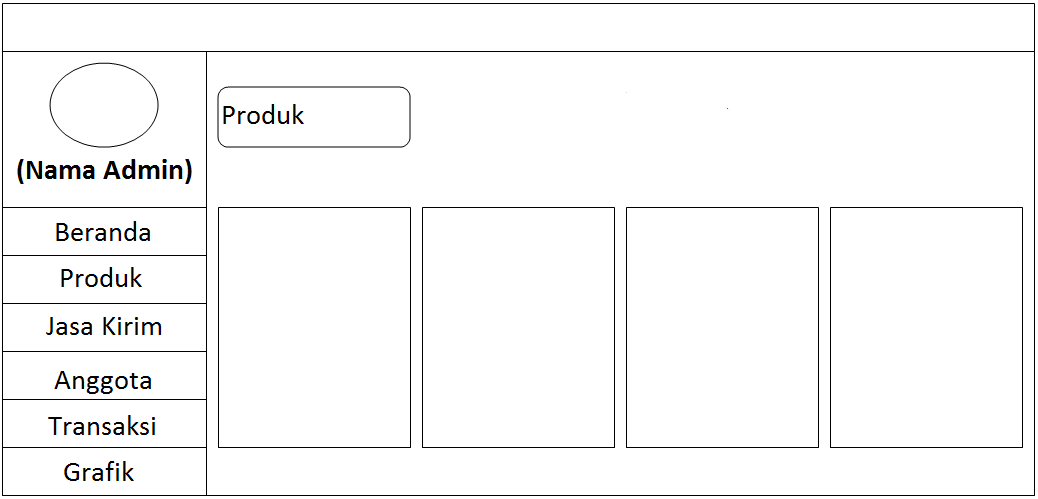 Produk
(Nama Admin)
Beranda
Produk
Jasa Kirim
Anggota
Transaksi
Grafik